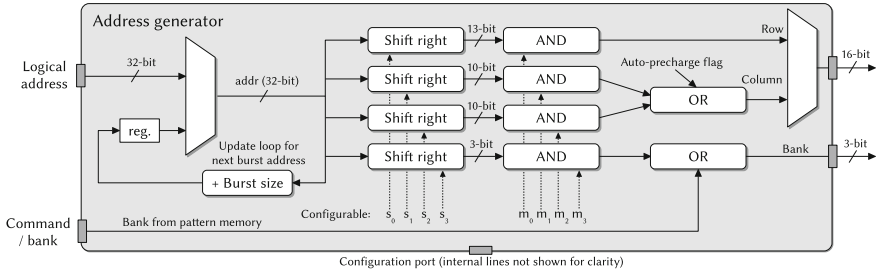 Address generator
Logical
address
32-bit
addr (32-bit)
reg.
Update loop for
next burst address
+ Burst size
Shift right
13-bit
AND
Row
Shift right
10-bit
AND
Auto-precharge flag
Column
OR
16-bit
Shift right
10-bit
AND
Shift right
3-bit
AND
OR
Bank
3-bit
Configurable: s0 s1 s2 s3 m0 m1 m2 m3
Command
/ bank
Bank from pattern memory
Configuration port (internal lines not shown for clarity)